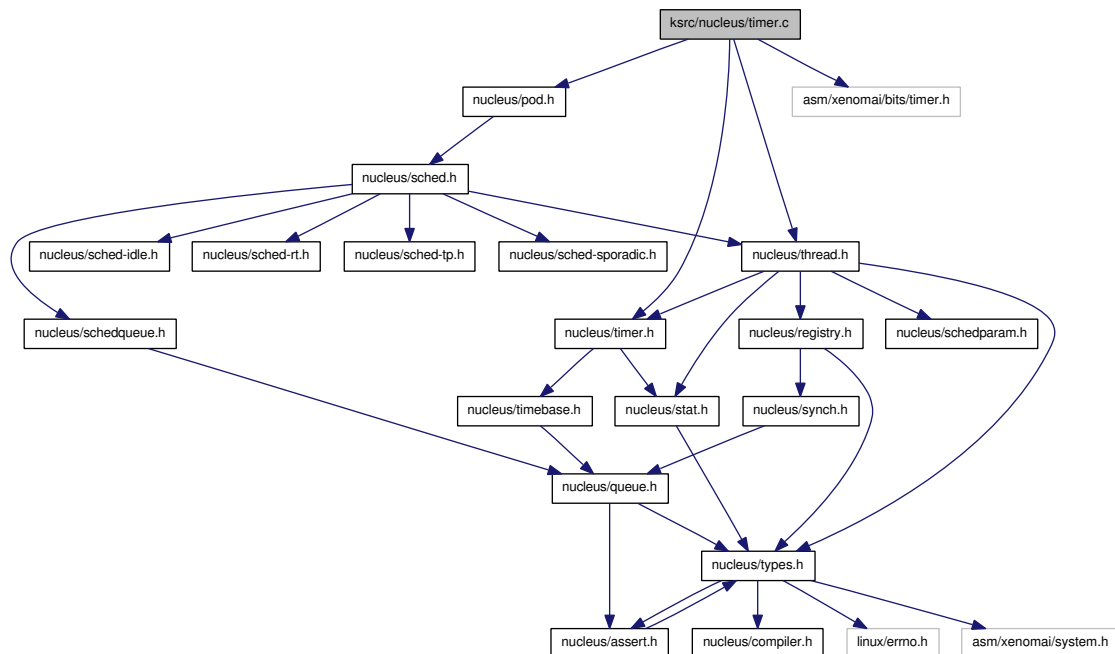 ksrc/nucleus/timer.c
nucleus/pod.h
asm/xenomai/bits/timer.h
nucleus/sched.h
nucleus/sched-idle.h
nucleus/sched-rt.h
nucleus/sched-tp.h
nucleus/sched-sporadic.h
nucleus/thread.h
nucleus/schedqueue.h
nucleus/timer.h
nucleus/registry.h
nucleus/schedparam.h
nucleus/timebase.h
nucleus/stat.h
nucleus/synch.h
nucleus/queue.h
nucleus/types.h
nucleus/assert.h
nucleus/compiler.h
linux/errno.h
asm/xenomai/system.h